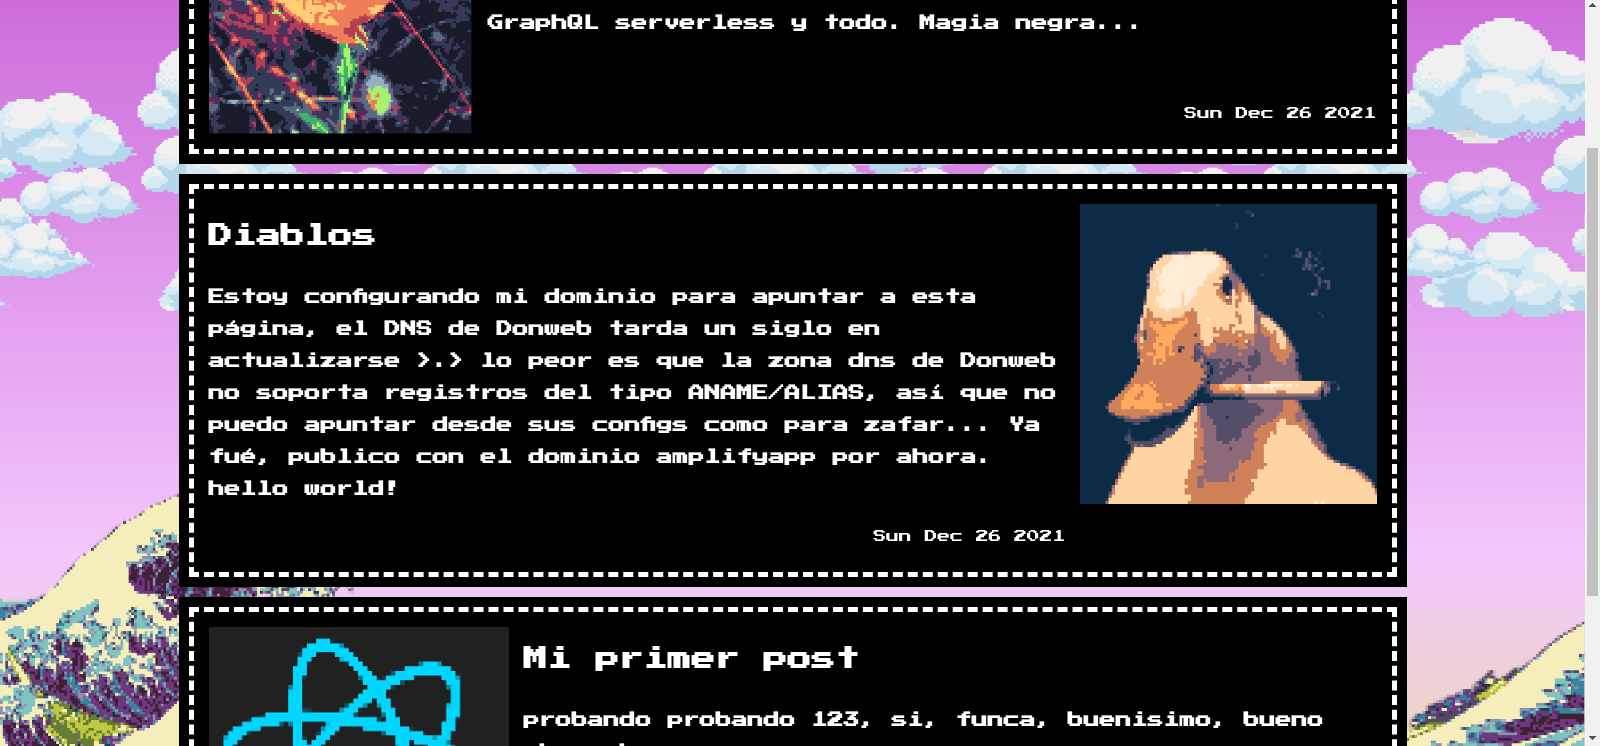 GraphQL serverless y todo. Magia negra...
Sun Dec 26 2021
Diablos
Estoy configurando mi dominio para apuntar a esta
página, el DNS de Donweb tarda un siglo en
actualizarse >.> lo peor es que la zona dns de Donweb
no soporta registros del tipo ANAME/ALIAS, así que no
puedo apuntar desde sus configs como para zafar... Ya
fué, publico con el dominio amplifyapp por ahora.
hello world!
Sun Dec 26 2021
Mi primer post
probando probando 123, si, funca, buenisimo, bueno